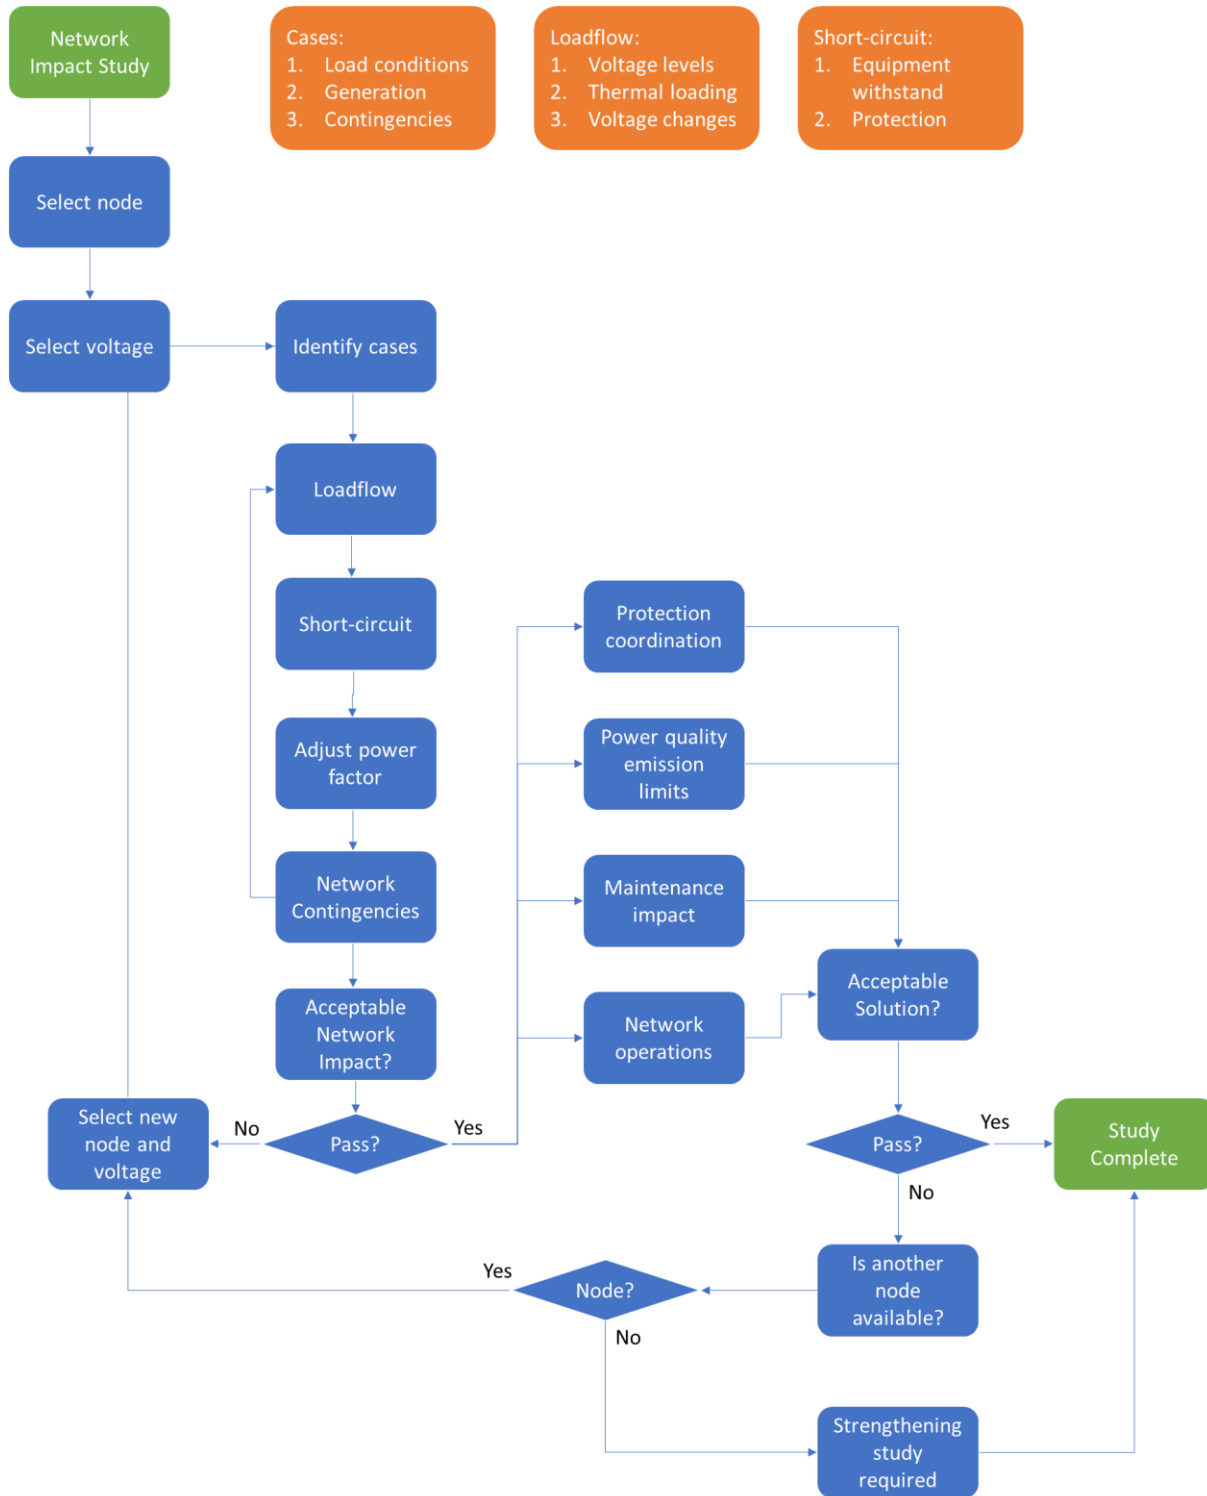 Network
Impact Study
Cases:
1. Load conditions
2. Generation
3. Contingencies
Loadflow:
1. Voltage levels
2. Thermal loading
3. Voltage changes
Short-circuit:
1. Equipment
withstand
2. Protection
Select node
Select voltage
Identify cases
Loadflow
Short-circuit
Adjust power
factor
Network
Contingencies
Acceptable
Network
Impact?
Pass?
No
Yes
Select new
node and
voltage
Protection
coordination
Power quality
emission
limits
Maintenance
impact
Network
operations
Acceptable
Solution?
Pass?
Yes
No
Study
Complete
Is another
node
available?
Node?
Yes
No
Strengthening
study
required